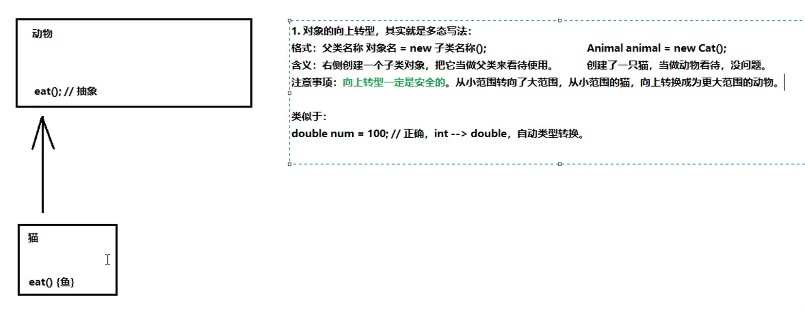 动物
eat(); // 抽象
猫
eat() {鱼}
1. 对象的向上转型，其实就是多态写法：
格式：父类名称 对象名 = new 子类名称(); Animal animal = new Cat();
含义：右侧创建一个子类对象，把它当做父类来看待使用。 创建了一只猫，当做动物看待，没问题。
注意事项：向上转型一定是安全的。从小范围转向了大范围，从小范围的猫，向上转换成为更大范围的动物。
类似于：
double num = 100; // 正确，int --> double，自动类型转换。